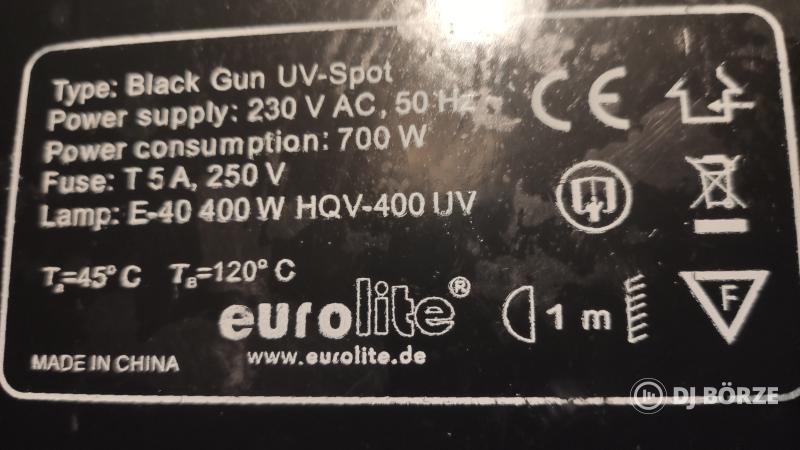 Type: Black Gun UV-Spot
Power supply: 230 V AC, 50 Hz
Power consumption: 700 W
Fuse: T 5 A, 250 V
Lamp: E-40 400 W HQV-400 UV
Ta=45° C TB=120° C
eurolite®
www.eurolite.de
MADE IN CHINA
CE
1 m
F
DJ BÖRZE